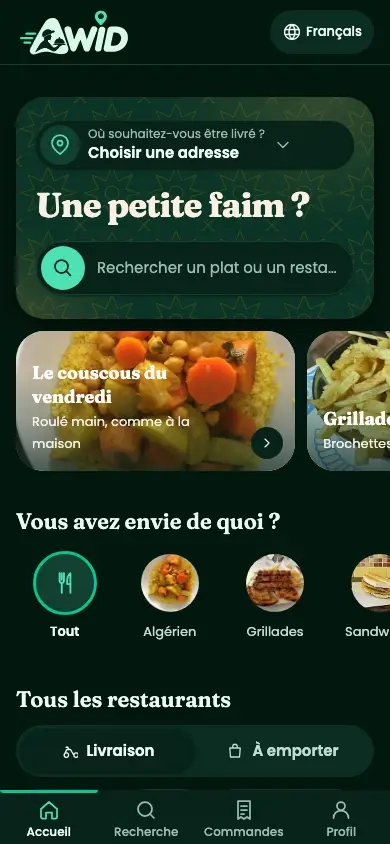 AWID
Français
Où souhaitez-vous être livré ?
Choisir une adresse
Une petite faim ?
Rechercher un plat ou un resta...
Le couscous du
vendredi
Roulé main, comme à la
maison
Grillad
Brochettes
Vous avez envie de quoi ?
Tout
Algérien
Grillades
Sandw
Tous les restaurants
Livraison
À emporter
Accueil
Recherche
Commandes
Profil